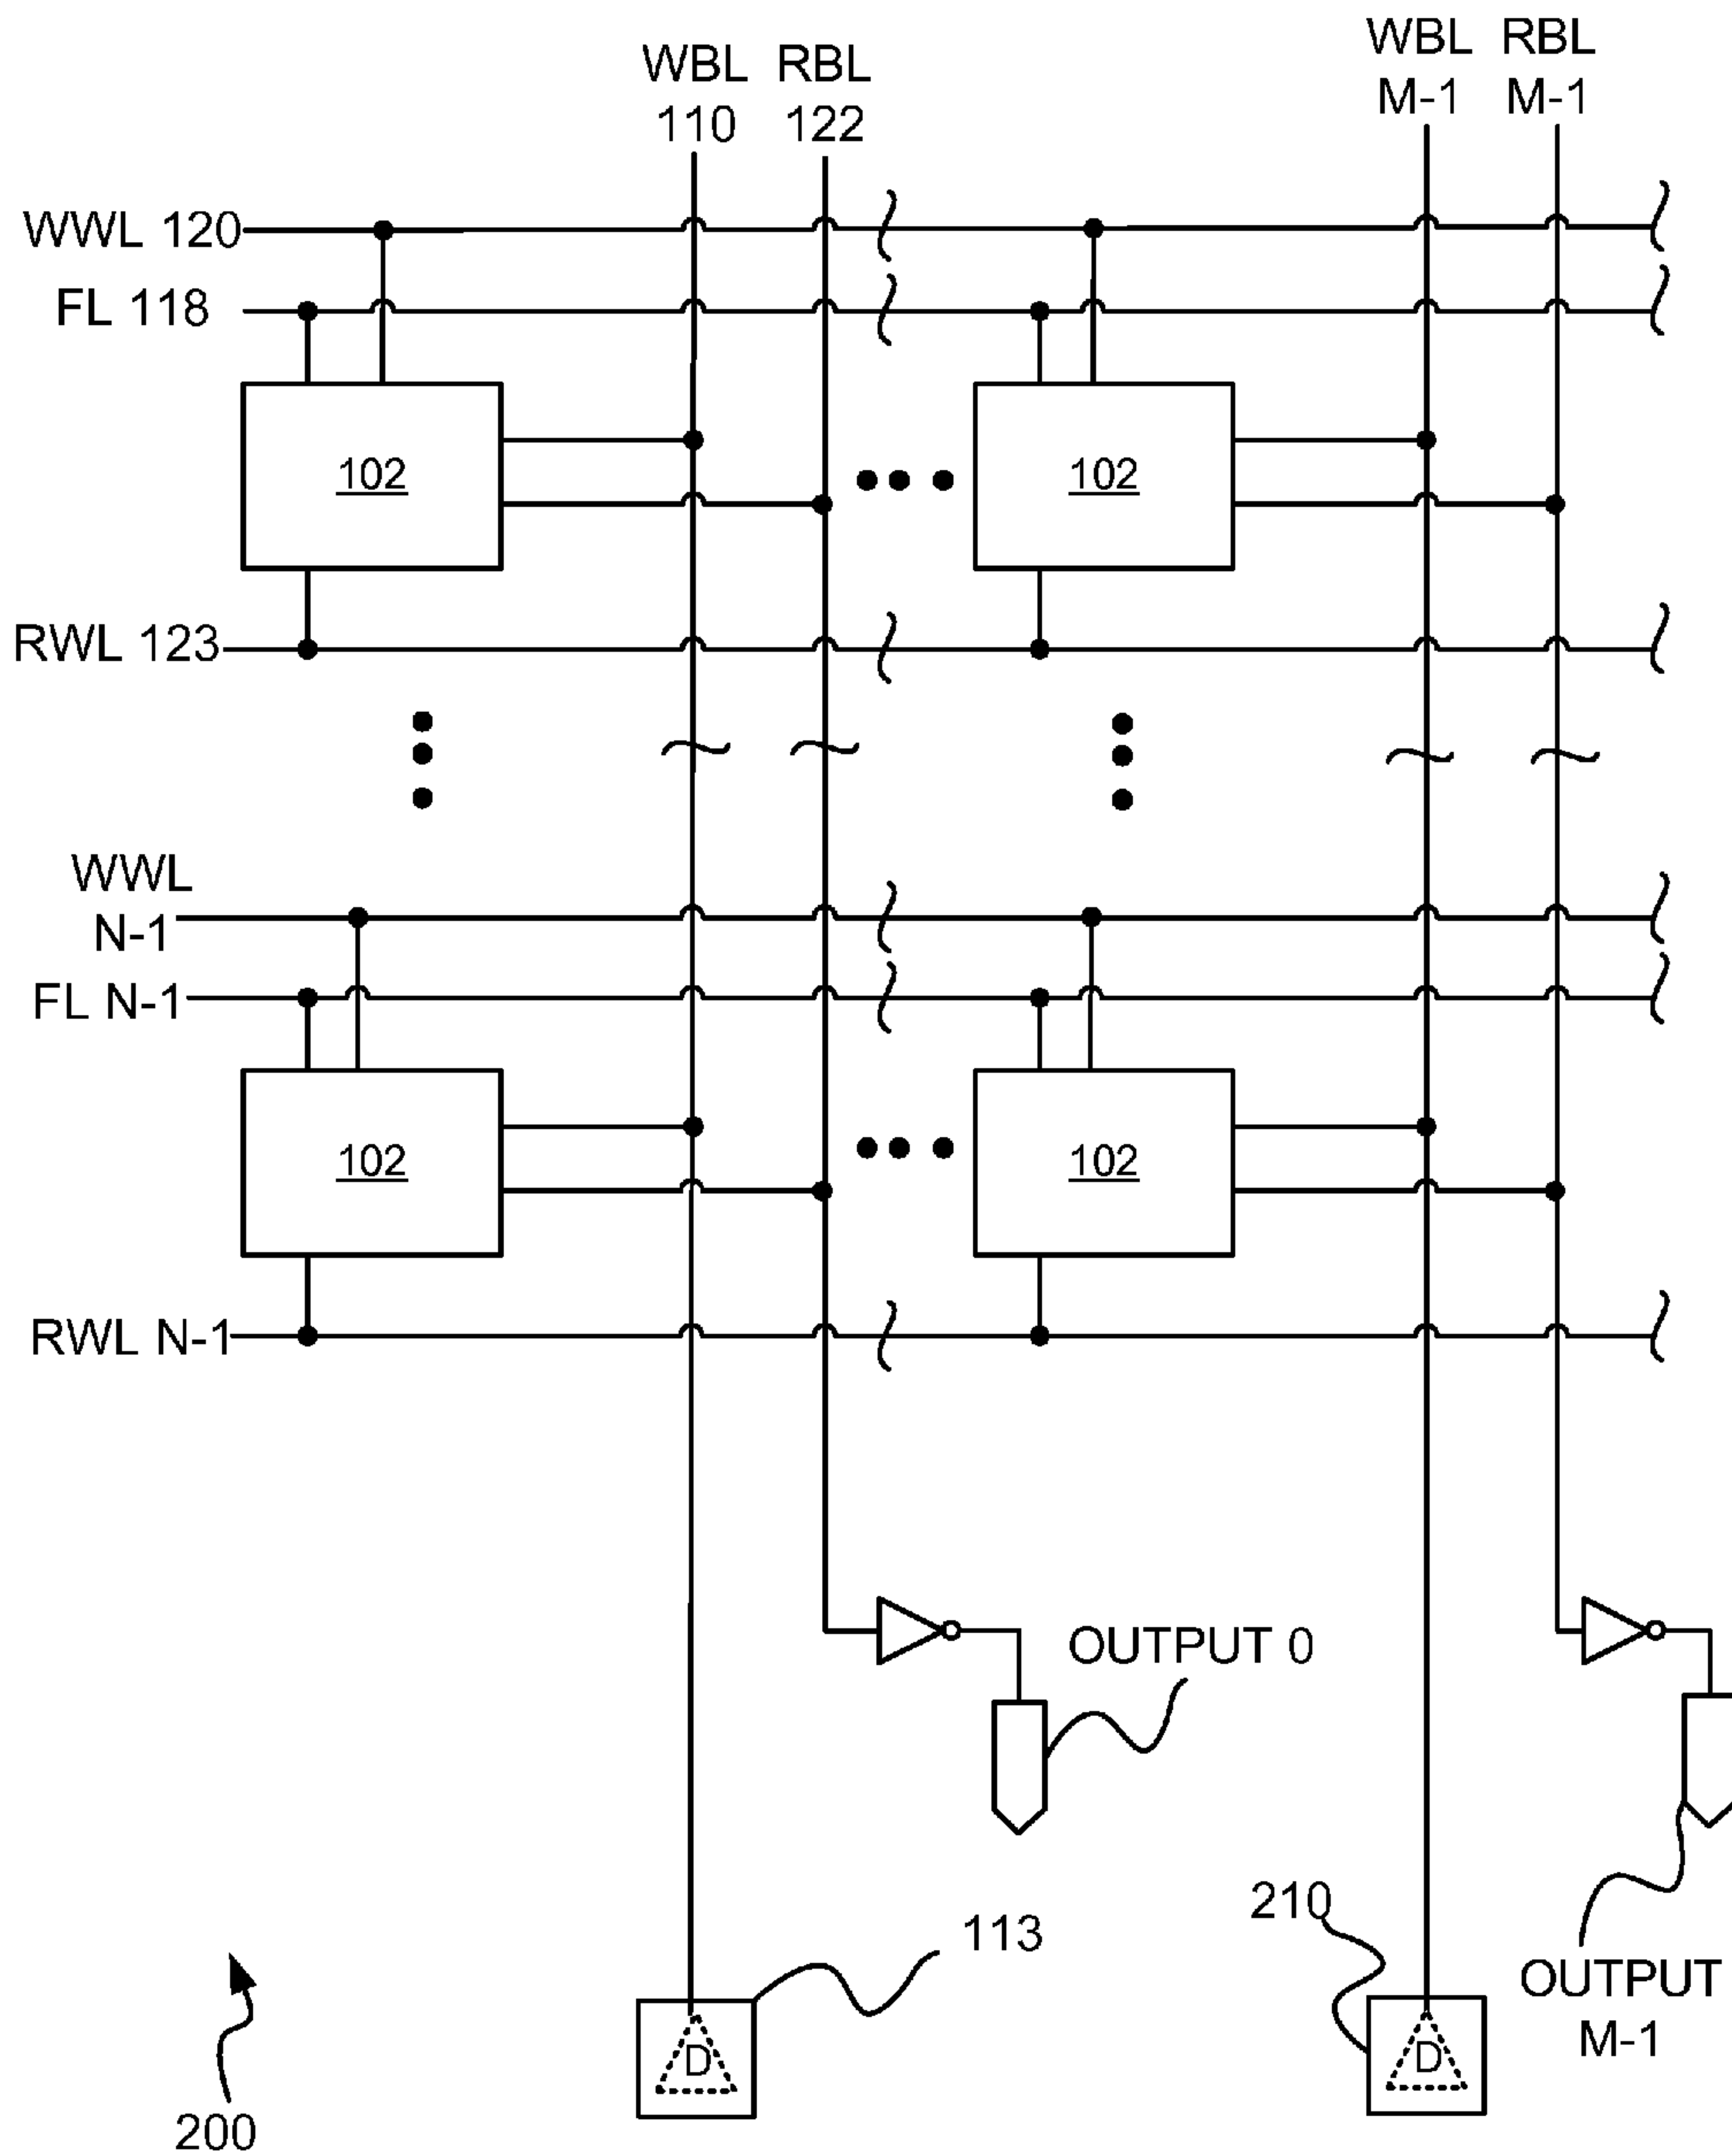 WBL RBL
110 122
WBL RBL
M-1 M-1
WWL 120
FL 118
102
102
RWL 123
WWL
N-1
FL N-1
102
102
RWL N-1
OUTPUT 0
113
210
OUTPUT
M-1
D
D
200